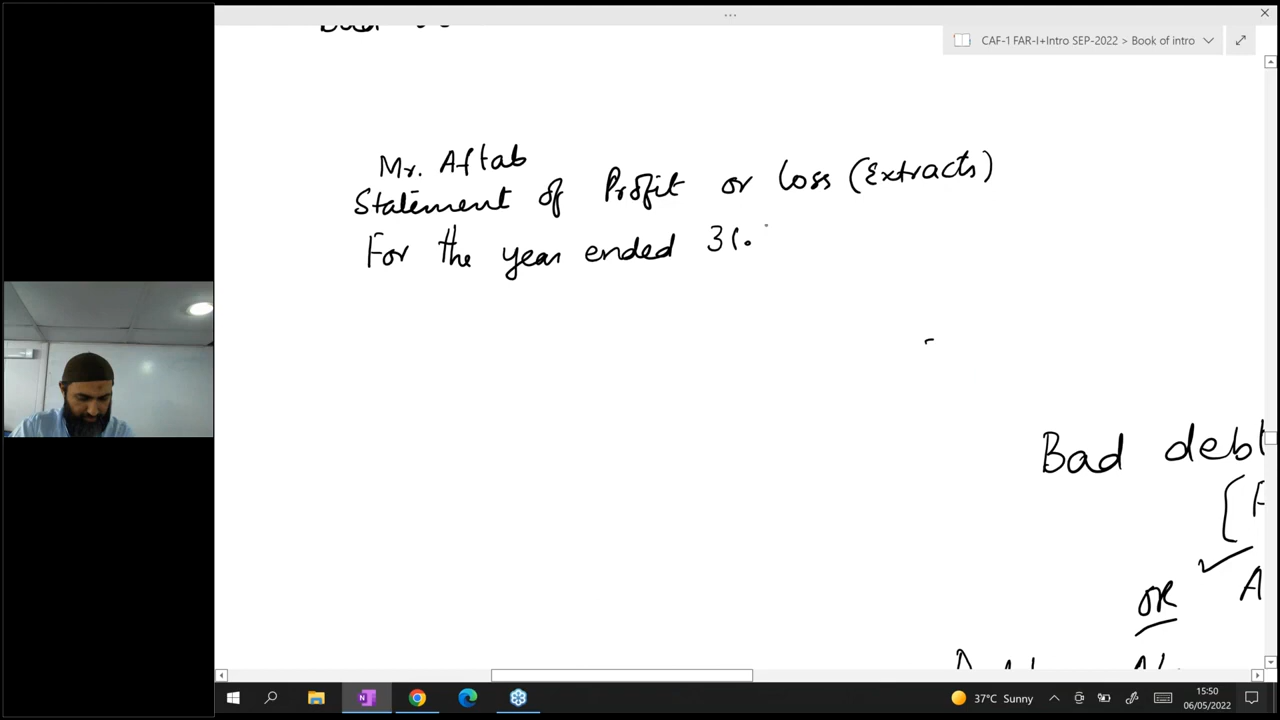 CAF-1 FAR-I+Intro SEP-2022 > Book of intro
Mr. Aftab
Statement of Profit or Loss (Extracts)
For the year ended 31.
Bad debt
OR
37°C Sunny
15:50
06/05/2022